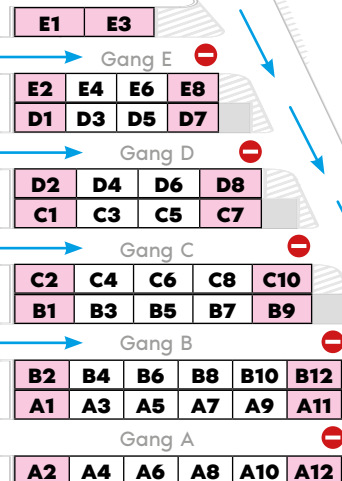 E1 E3
Gang E
E2 E4 E6 E8
D1 D3 D5 D7
Gang D
D2 D4 D6 D8
C1 C3 C5 C7
Gang C
C2 C4 C6 C8 C10
B1 B3 B5 B7 B9
Gang B
B2 B4 B6 B8 B10 B12
A1 A3 A5 A7 A9 A11
Gang A
A2 A4 A6 A8 A10 A12